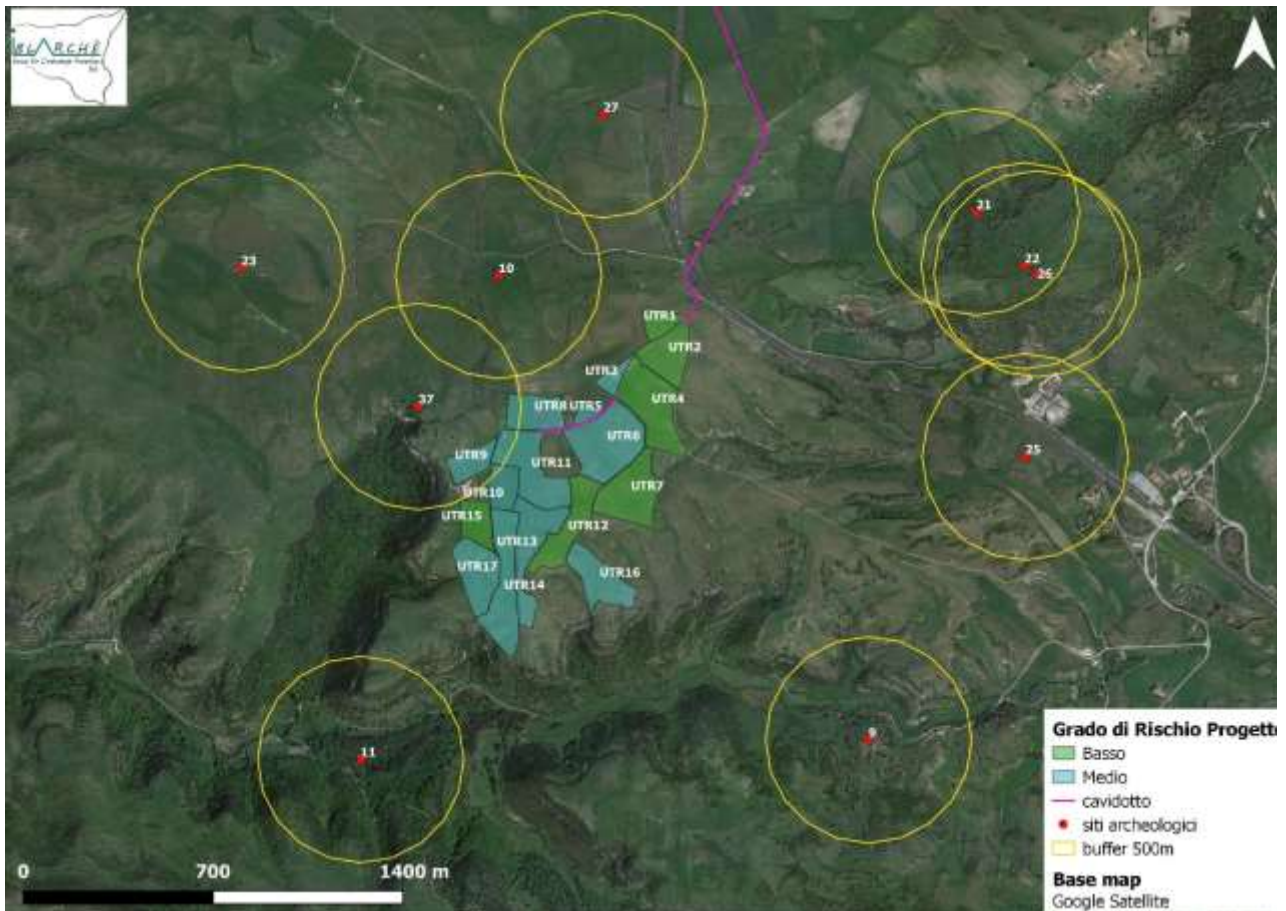 27
21
23
10
22
26
UTR1
UTR2
UTR3
37
UTR4
UTR8
UTR5
UTR6
UTR9
UTR11
25
UTR10
UTR7
UTR15
UTR12
UTR13
UTR17
UTR16
UTR14
11
9
0
700
1400 m
Grado di Rischio Progett
Basso
Medio
cavidotto
siti archeologici
buffer 500m
Base map
Google Satellite